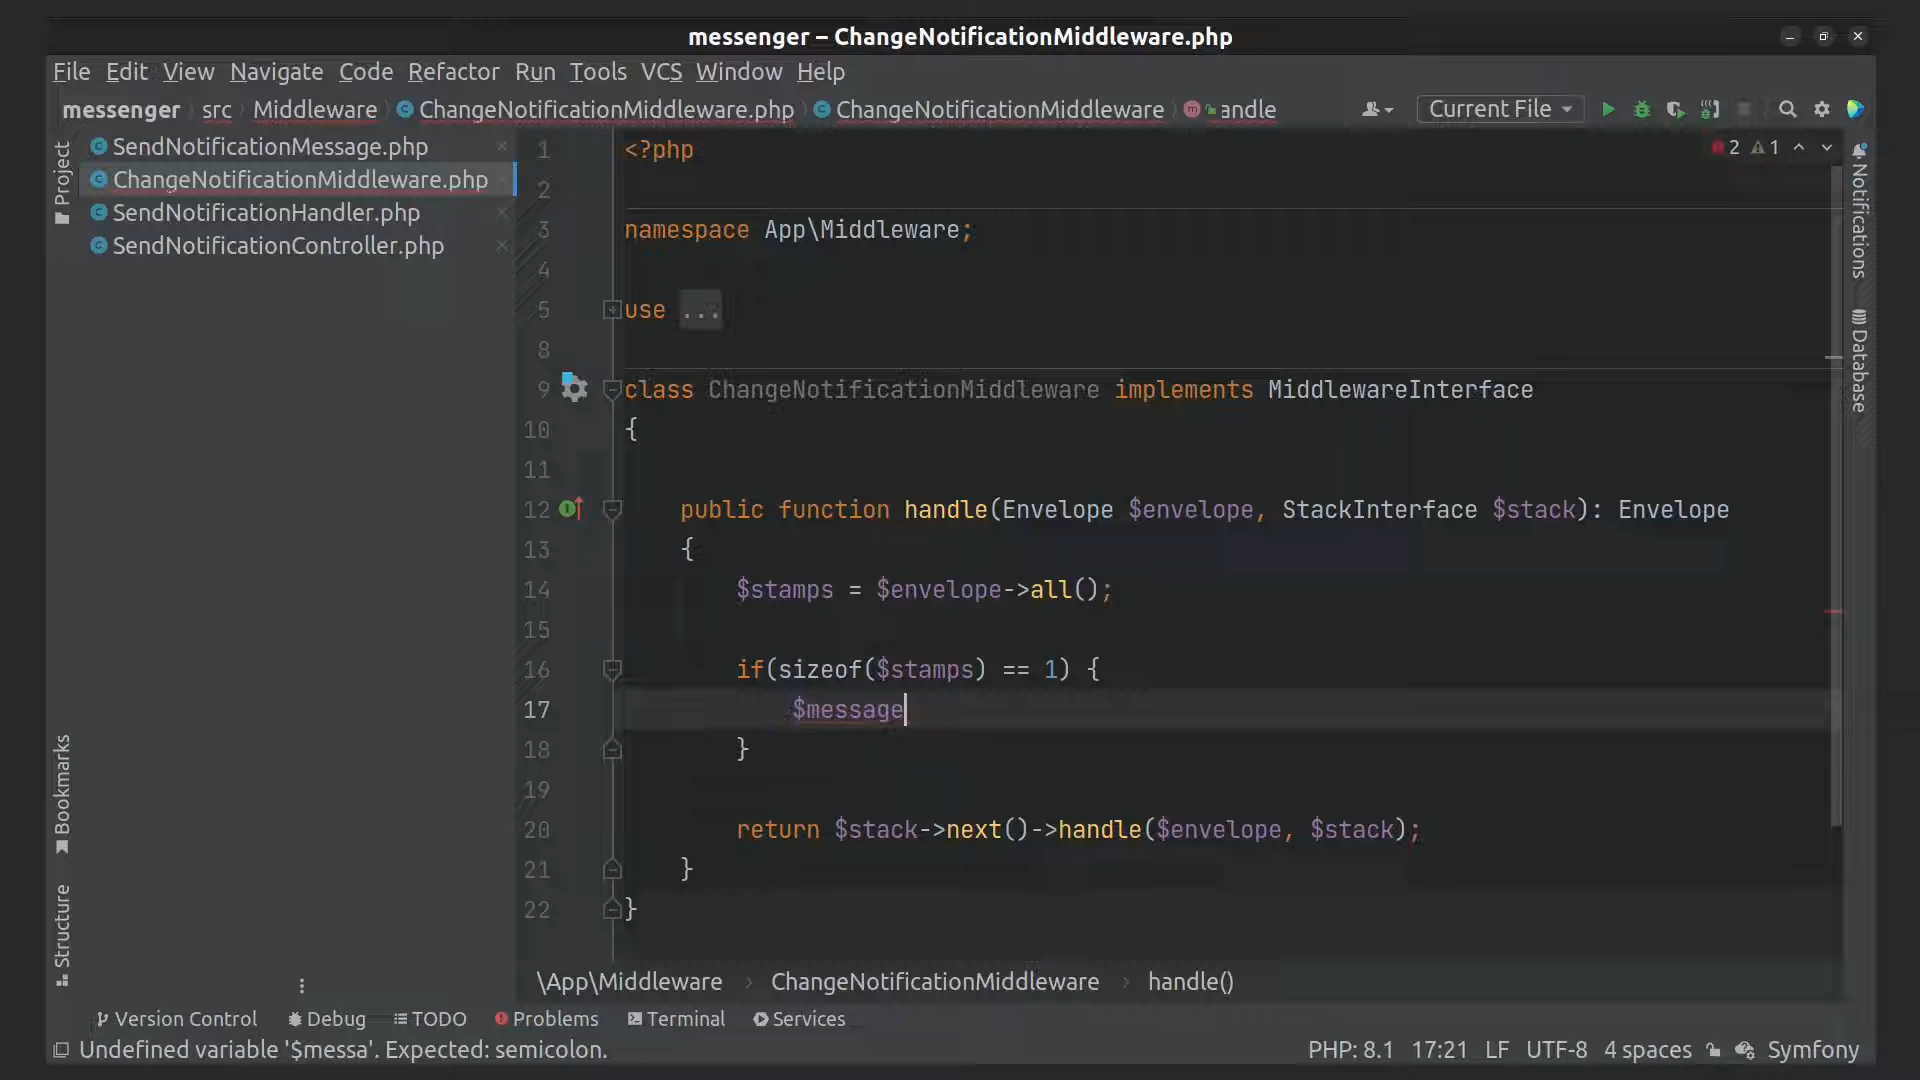 messenger – ChangeNotificationMiddleware.php
File Edit View Navigate Code Refactor Run Tools VCS Window Help
messenger src Middleware ChangeNotificationMiddleware.php ChangeNotificationMiddleware andle Current File
Project
SendNotificationMessage.php
ChangeNotificationMiddleware.php
SendNotificationHandler.php
SendNotificationController.php
Bookmarks
Structure
2 1
1 <?php
2
3 namespace App\Middleware;
4
5 use ...
8
9 class ChangeNotificationMiddleware implements MiddlewareInterface
10 {
11
12 public function handle(Envelope $envelope, StackInterface $stack): Envelope
13 {
14 $stamps = $envelope->all();
15
16 if(sizeof($stamps) == 1) {
17 $message
18 }
19
20 return $stack->next()->handle($envelope, $stack);
21 }
22 }
Notifications
Database
\App\Middleware › ChangeNotificationMiddleware › handle()
Version Control Debug TODO Problems Terminal Services
Undefined variable '$messa'. Expected: semicolon. PHP: 8.1 17:21 LF UTF-8 4 spaces Symfony